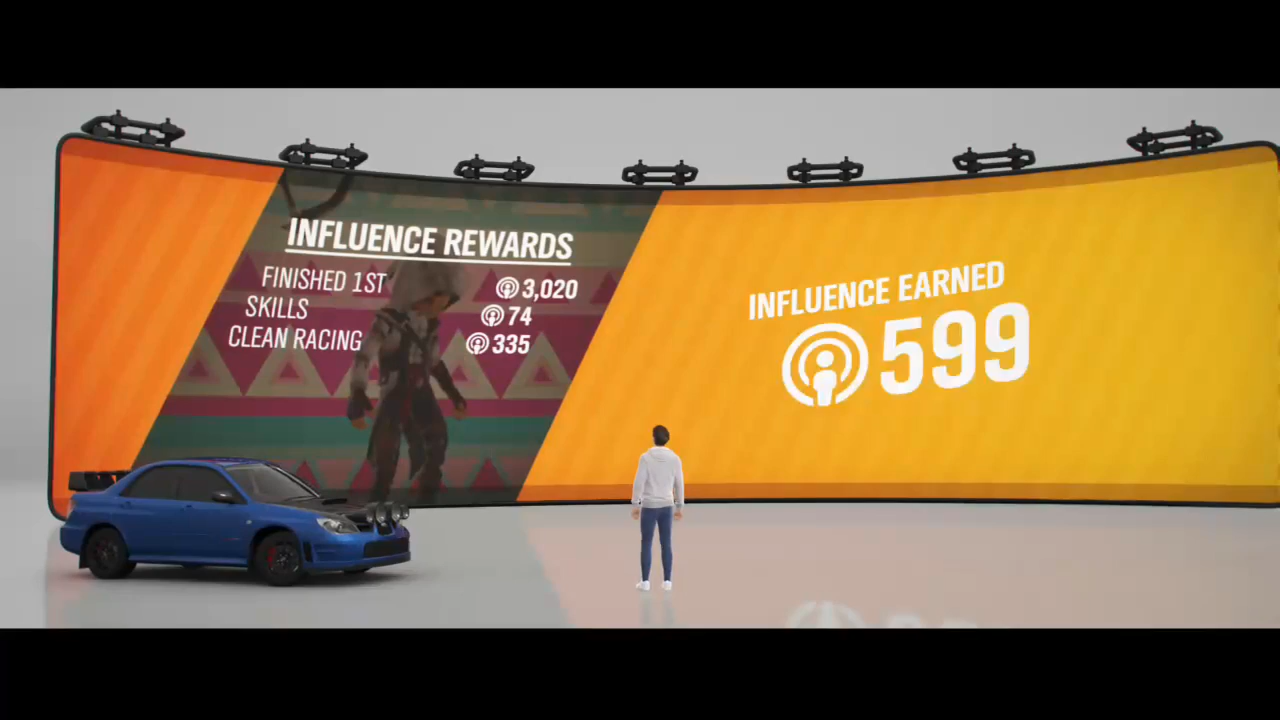 INFLUENCE REWARDS
FINISHED 1ST 3,020
SKILLS 74
CLEAN RACING 335
INFLUENCE EARNED
599